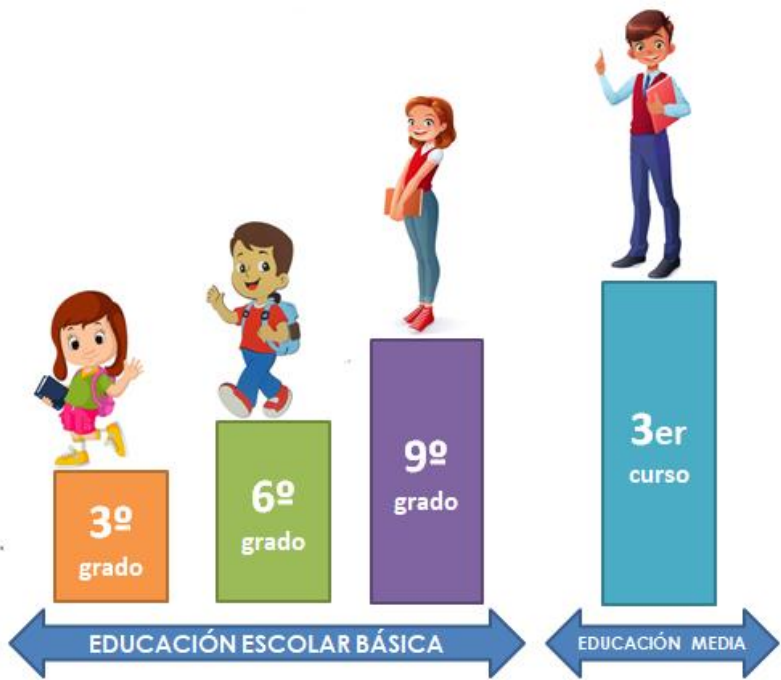 3º
grado
6º
grado
9º
grado
3er
curso
EDUCACIÓN ESCOLAR BÁSICA
EDUCACIÓN MEDIA